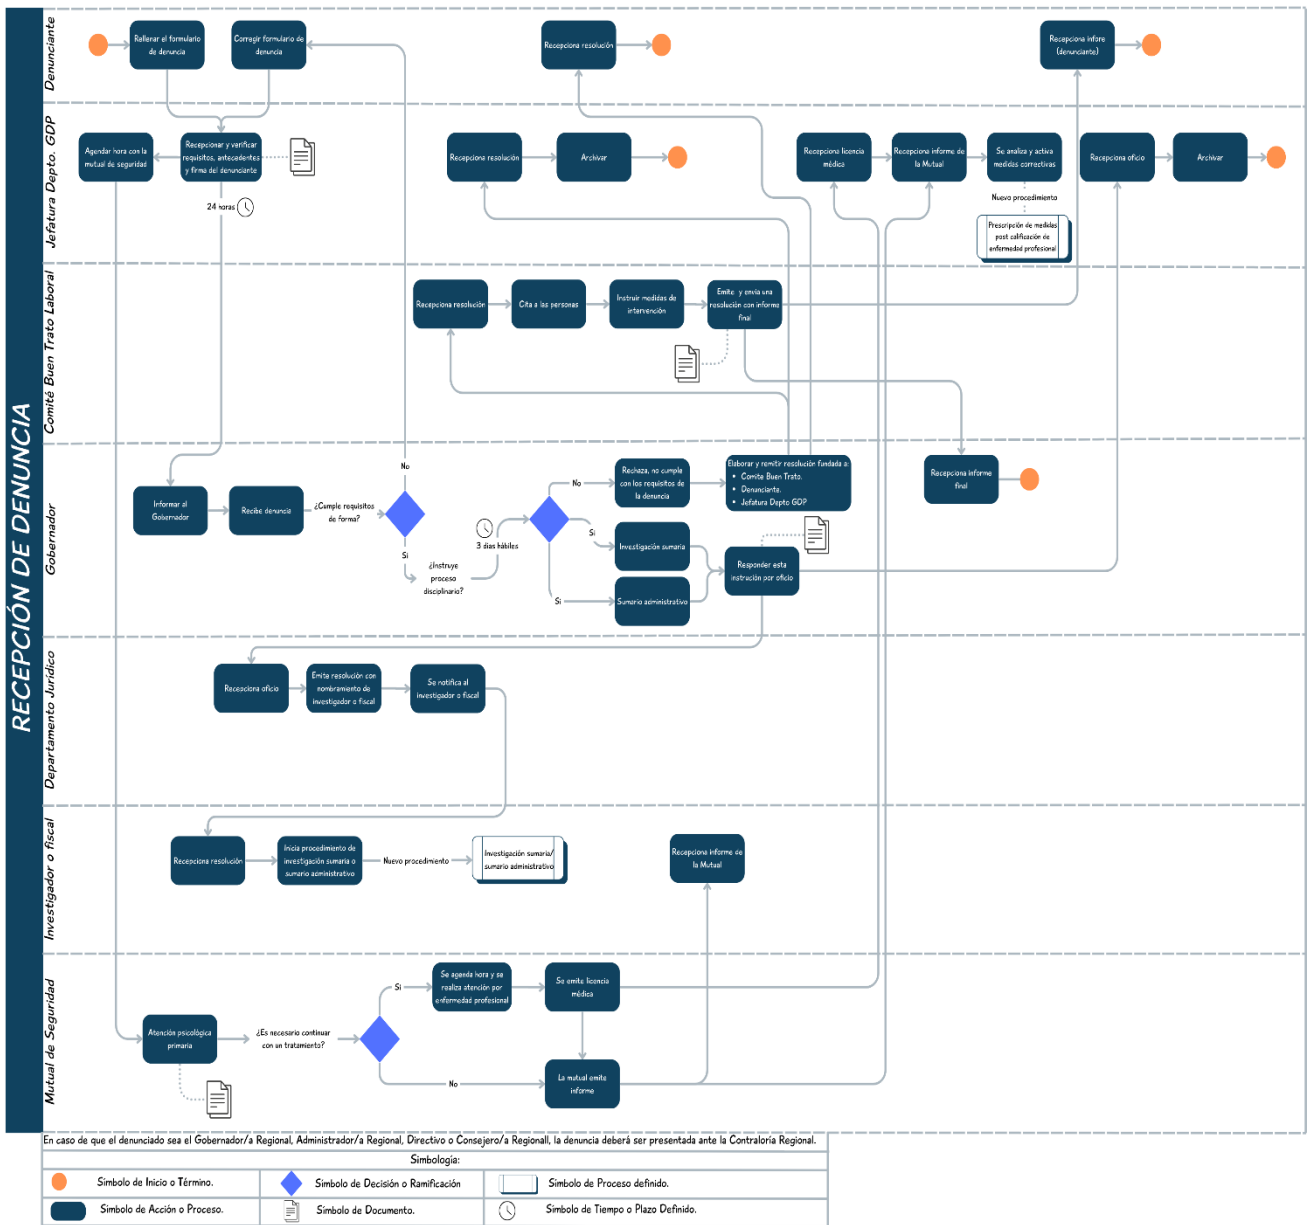 RECEPCIÓN DE DENUNCIA
Denunciante
Rellenar el formulario
de denuncia
Corregir formulario de
denuncia
Recepciona resolución
Recepciona infore
(denunciante)
Jefatura Depto. GDP
Agendar hora con la
mutual de seguridad
Recepcionar y verificar
requisitos, antecedentes
y firma del denunciante
24 horas
Recepciona resolución
Archivar
Recepciona licencia
médica
Recepciona informe de
la Mutual
Se analiza y activa
medidas correctivas
Nuevo procedimiento
Prescripción de medidas
post calificación de
enfermedad profesional
Recepciona oficio
Archivar
Comité Buen Trato Laboral
Recepciona resolución
Cita a las personas
Instruir medidas de
intervención
Emite y envia una
resolución con informe
final
Gobernador
Informar al
Gobernador
Recibe denuncia
¿Cumple requisitos
de forma?
No
Si
¿Instruye
proceso
disciplinario?
3 dias hábiles
No
Si
Si
Rechaza, no cumple
con los requisitos de
la denuncia
Investigación sumaria
Sumario administrativo
Elaborar y remitir resolución fundada a:
• Comite Buen Trato.
• Denunciante.
• Jefatura Depto GDP
Responder esta
instrución por oficio
Recepciona informe
final
Departamento Jurídico
Recepciona oficio
Emite resolución con
nombramiento de
investigador o fiscal
Se notifica al
investigador o fiscal
Investigador o fiscal
Recepciona resolución
Inicia procedimiento de
investigación sumaria o
sumario administrativo
Nuevo procedimiento
Investigación sumaria/
sumario administrativo
Recepciona informe de
la Mutual
Mutual de Seguridad
Atención psicológica
primaria
¿Es necesario continuar
con un tratamiento?
Si
No
Se agenda hora y se
realiza atención por
enfermedad profesional
Se emite licencia
médica
La mutual emite
informe
En caso de que el denunciado sea el Gobernador/a Regional, Administrador/a Regional, Directivo o Consejero/a Regionall, la denuncia deberá ser presentada ante la Contraloría Regional.
Simbología:
Simbolo de Inicio o Término.
Simbolo de Decisión o Ramificación
Simbolo de Proceso definido.
Simbolo de Acción o Proceso.
Simbolo de Documento.
Simbolo de Tiempo o Plazo Definido.